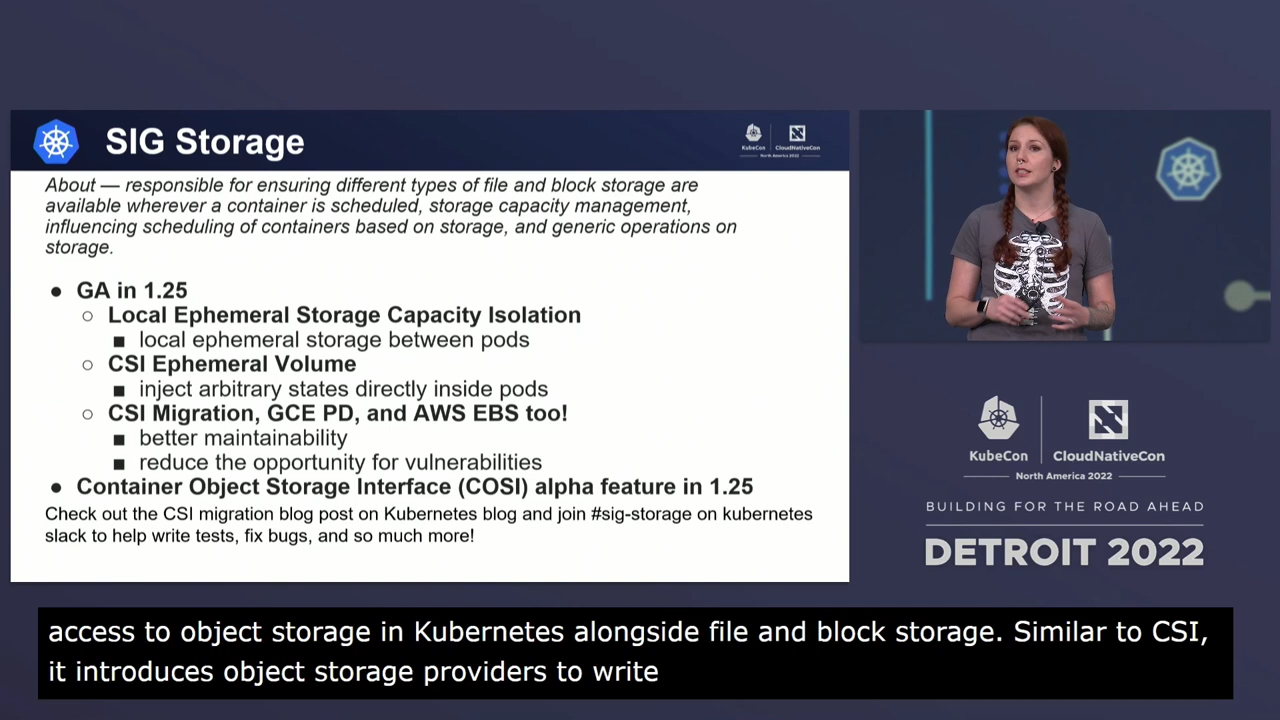 SIG Storage
KubeCon
CloudNativeCon
North America 2022
About — responsible for ensuring different types of file and block storage are
available wherever a container is scheduled, storage capacity management,
influencing scheduling of containers based on storage, and generic operations on
storage.
● GA in 1.25
○ Local Ephemeral Storage Capacity Isolation
■ local ephemeral storage between pods
○ CSI Ephemeral Volume
■ inject arbitrary states directly inside pods
○ CSI Migration, GCE PD, and AWS EBS too!
■ better maintainability
■ reduce the opportunity for vulnerabilities
● Container Object Storage Interface (COSI) alpha feature in 1.25
Check out the CSI migration blog post on Kubernetes blog and join #sig-storage on kubernetes
slack to help write tests, fix bugs, and so much more!
KubeCon
CloudNativeCon
North America 2022
BUILDING FOR THE ROAD AHEAD
DETROIT 2022
access to object storage in Kubernetes alongside file and block storage. Similar to CSI,
it introduces object storage providers to write